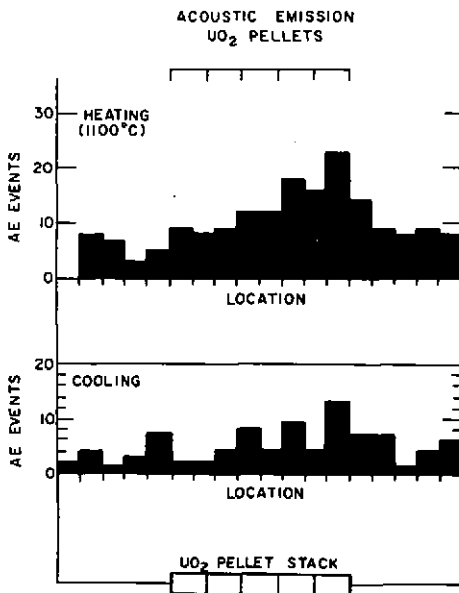 ACOUSTIC EMISSION
UO₂ PELLETS
30
HEATING
(1100°C)
20
10
0
AE EVENTS
LOCATION
20
COOLING
10
0
AE EVENTS
LOCATION
UO₂ PELLET STACK